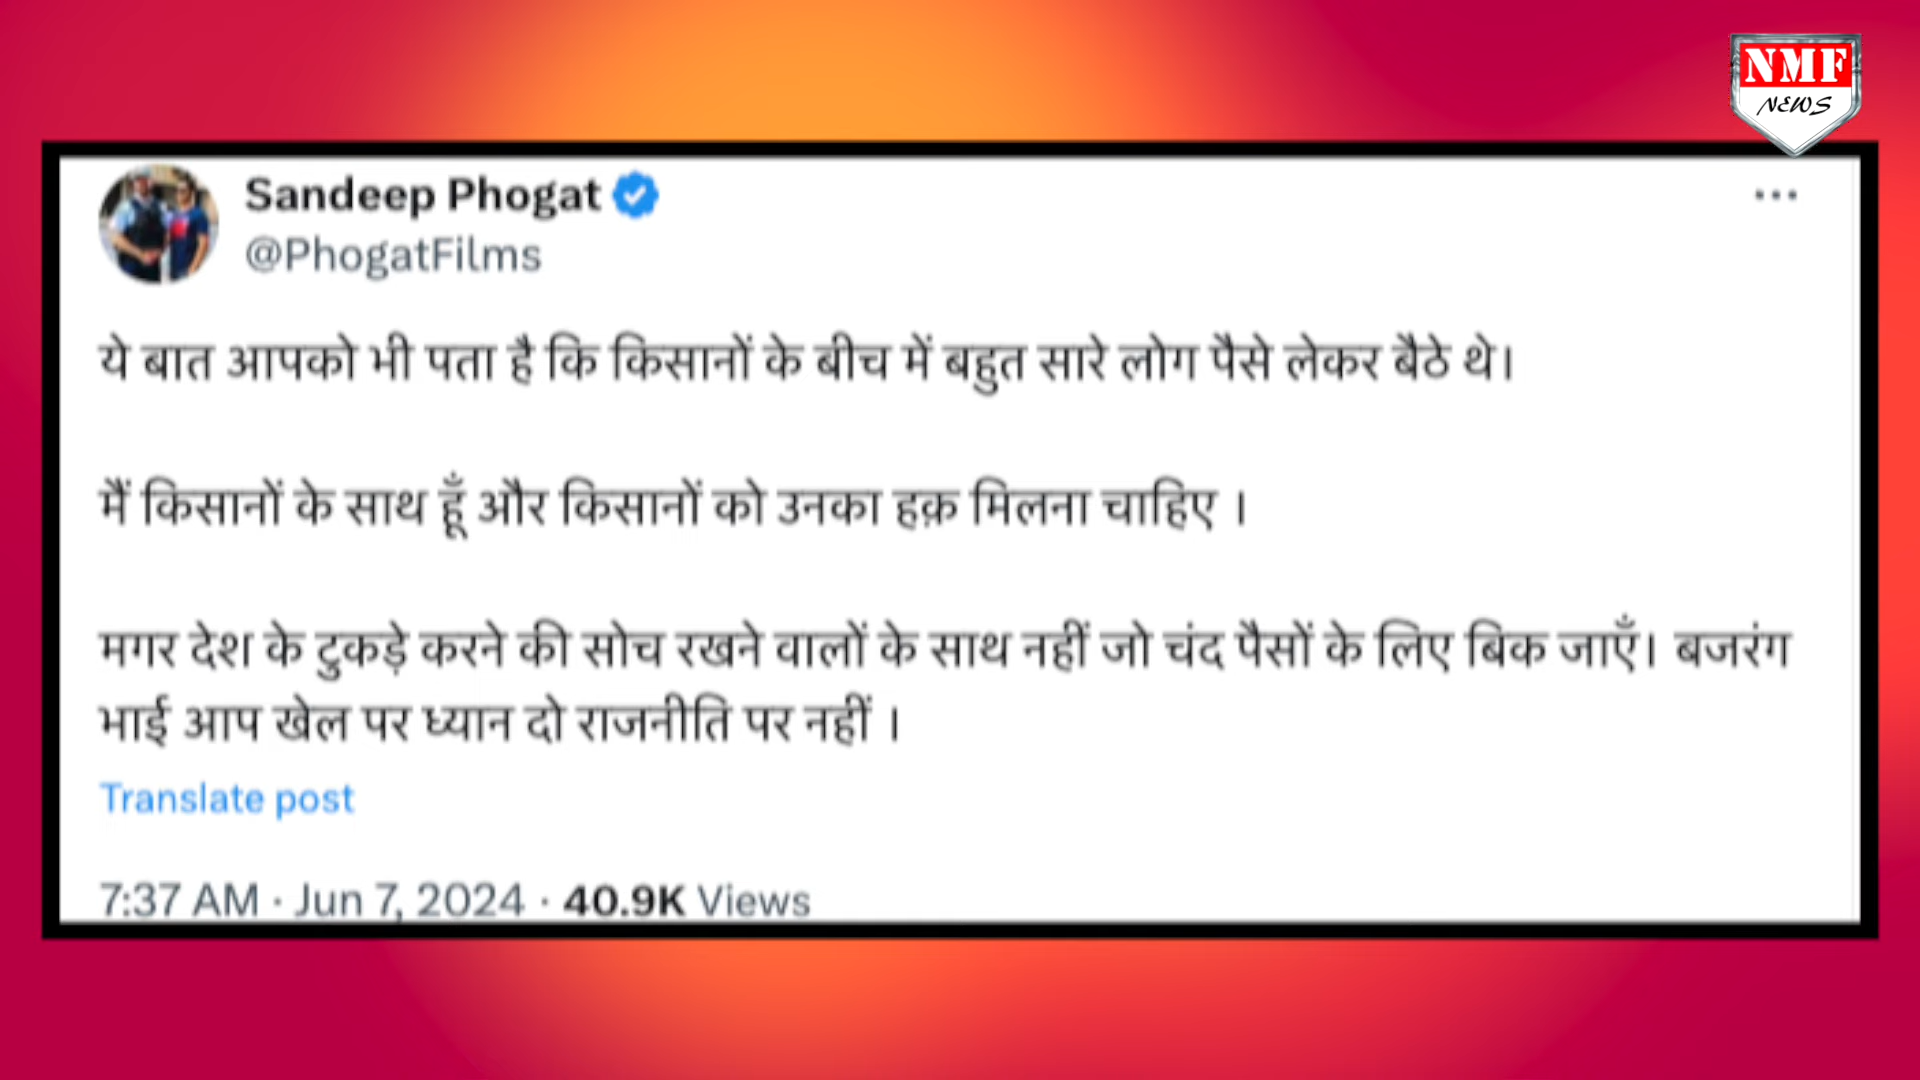 NMF
NEWS
Sandeep Phogat
@PhogatFilms
ये बात आपको भी पता है कि किसानों के बीच में बहुत सारे लोग पैसे लेकर बैठे थे।
मैं किसानों के साथ हूँ और किसानों को उनका हक़ मिलना चाहिए ।
मगर देश के टुकड़े करने की सोच रखने वालों के साथ नहीं जो चंद पैसों के लिए बिक जाएँ। बजरंग
भाई आप खेल पर ध्यान दो राजनीति पर नहीं ।
Translate post
7:37 AM · Jun 7, 2024 · 40.9K Views